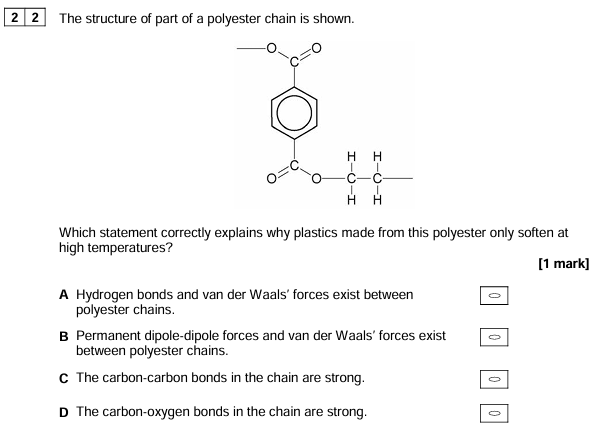 2 2 The structure of part of a polyester chain is shown.
O O
C
C H H
O O C C
H H
Which statement correctly explains why plastics made from this polyester only soften at
high temperatures?
[1 mark]
A Hydrogen bonds and van der Waals' forces exist between
polyester chains.
B Permanent dipole-dipole forces and van der Waals' forces exist
between polyester chains.
C The carbon-carbon bonds in the chain are strong.
D The carbon-oxygen bonds in the chain are strong.